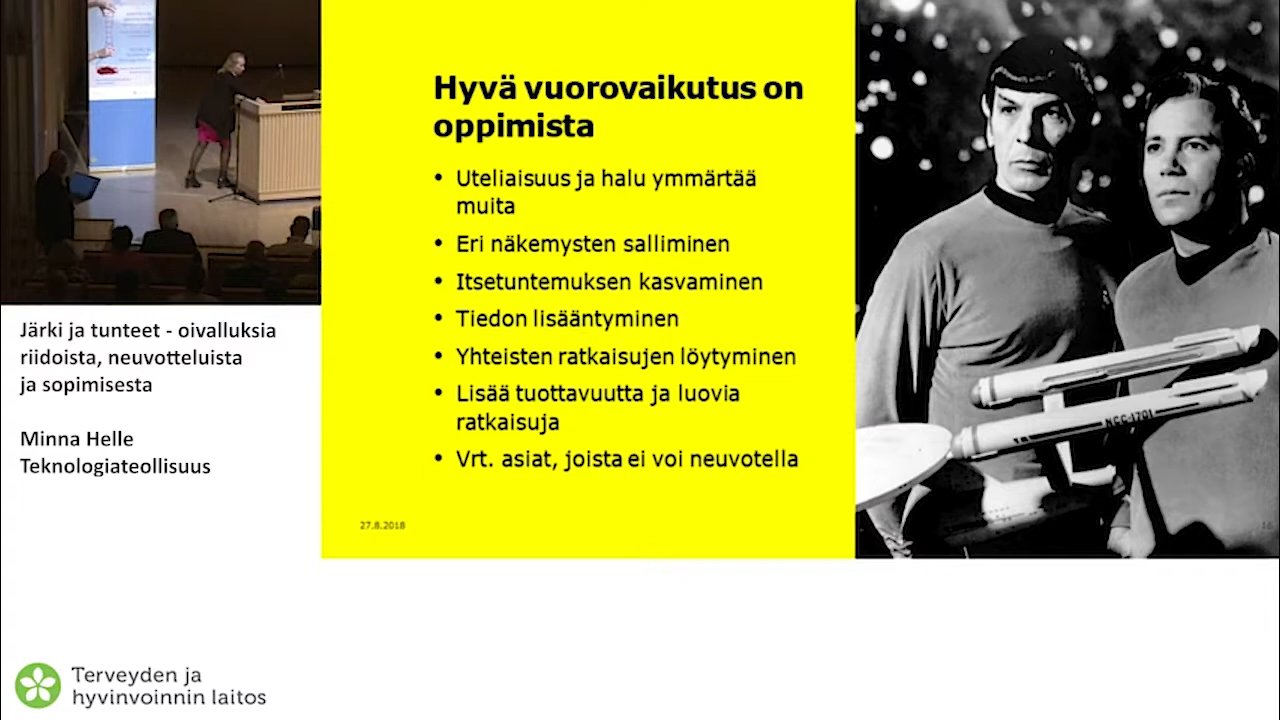 Hyvä vuorovaikutus on
oppimista
• Uteliaisuus ja halu ymmärtää
muita
• Eri näkemysten salliminen
• Itsetuntemuksen kasvaminen
• Tiedon lisääntyminen
• Yhteisten ratkaisujen löytyminen
• Lisää tuottavuutta ja luovia
ratkaisuja
• Vrt. asiat, joista ei voi neuvotella
27.8.2018
NCC-1701
Järki ja tunteet - oivalluksia
riidoista, neuvotteluista
ja sopimisesta
Minna Helle
Teknologiateollisuus
Terveyden ja
hyvinvoinnin laitos